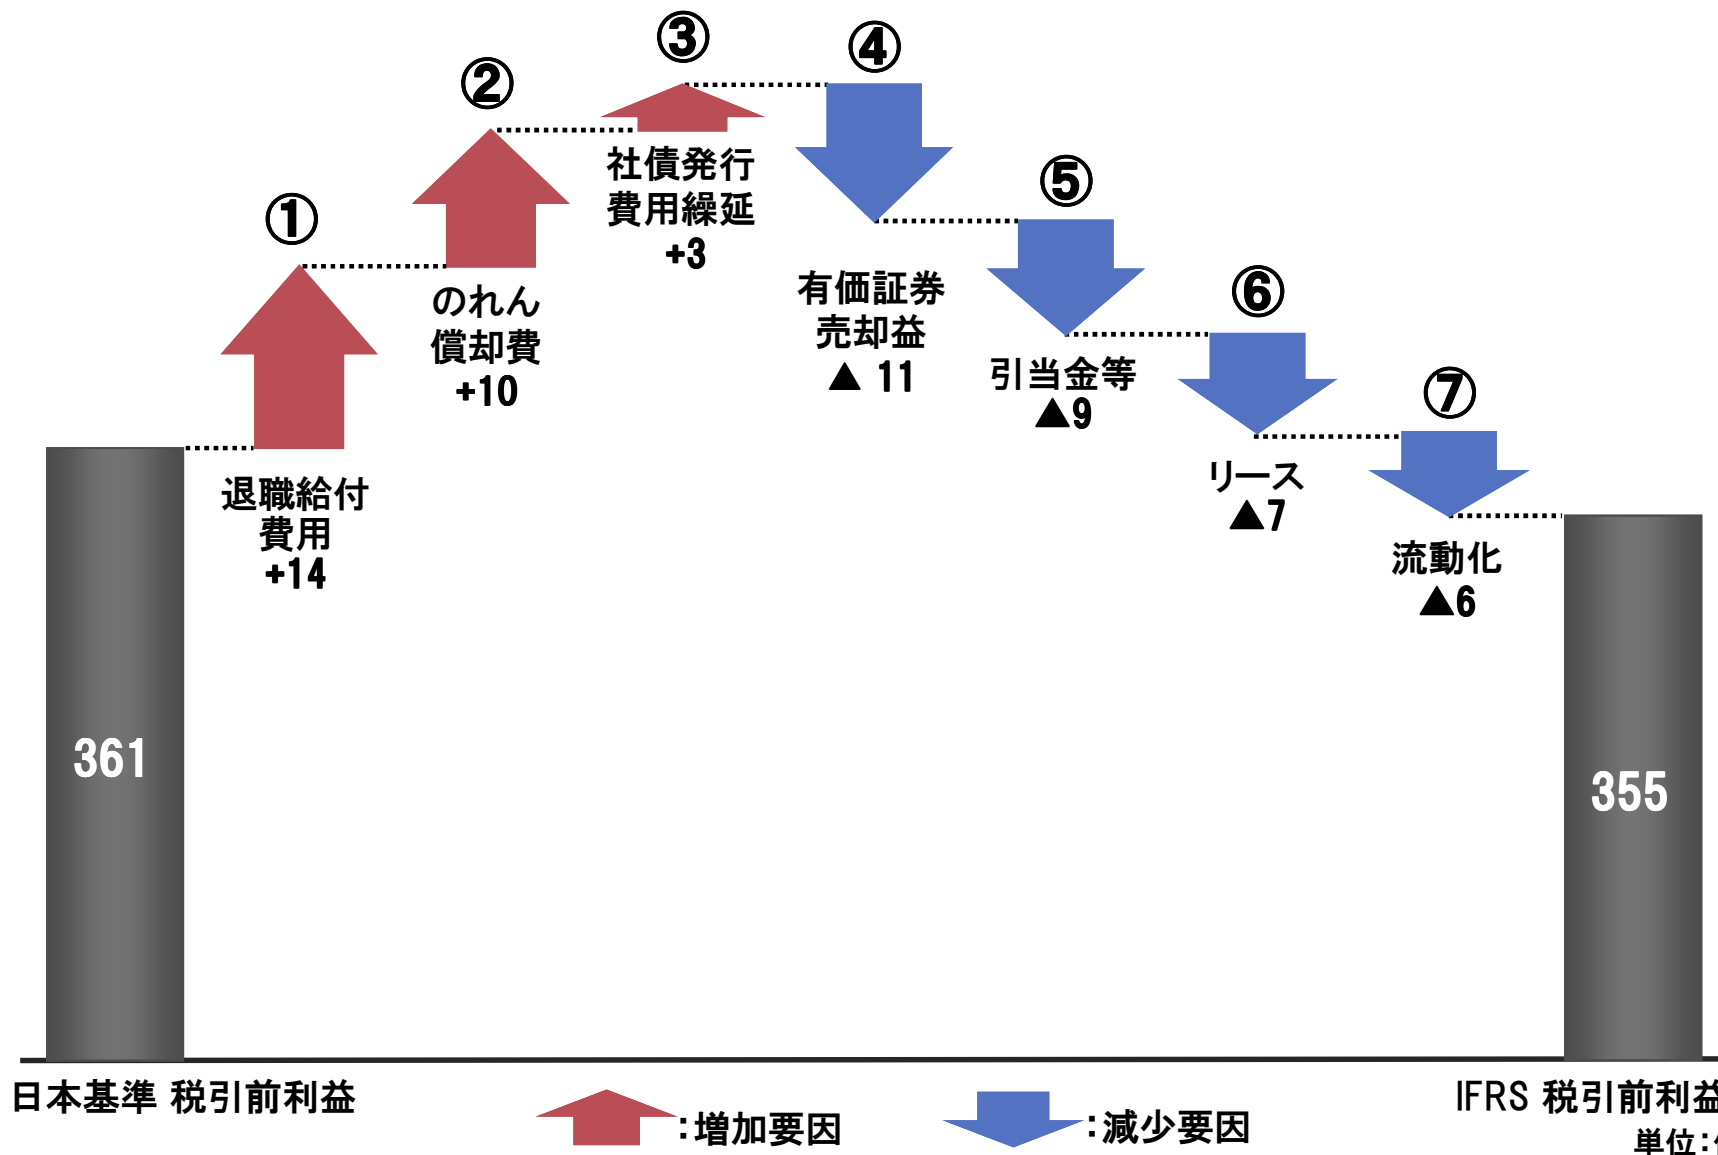 ①
退職給付
費用
+14
②
のれん
償却費
+10
③
社債発行
費用繰延
+3
④
有価証券
売却益
▲ 11
⑤
引当金等
▲9
⑥
リース
▲7
⑦
流動化
▲6
361
355
日本基準 税引前利益
IFRS 税引前利益
:増加要因
:減少要因
単位: